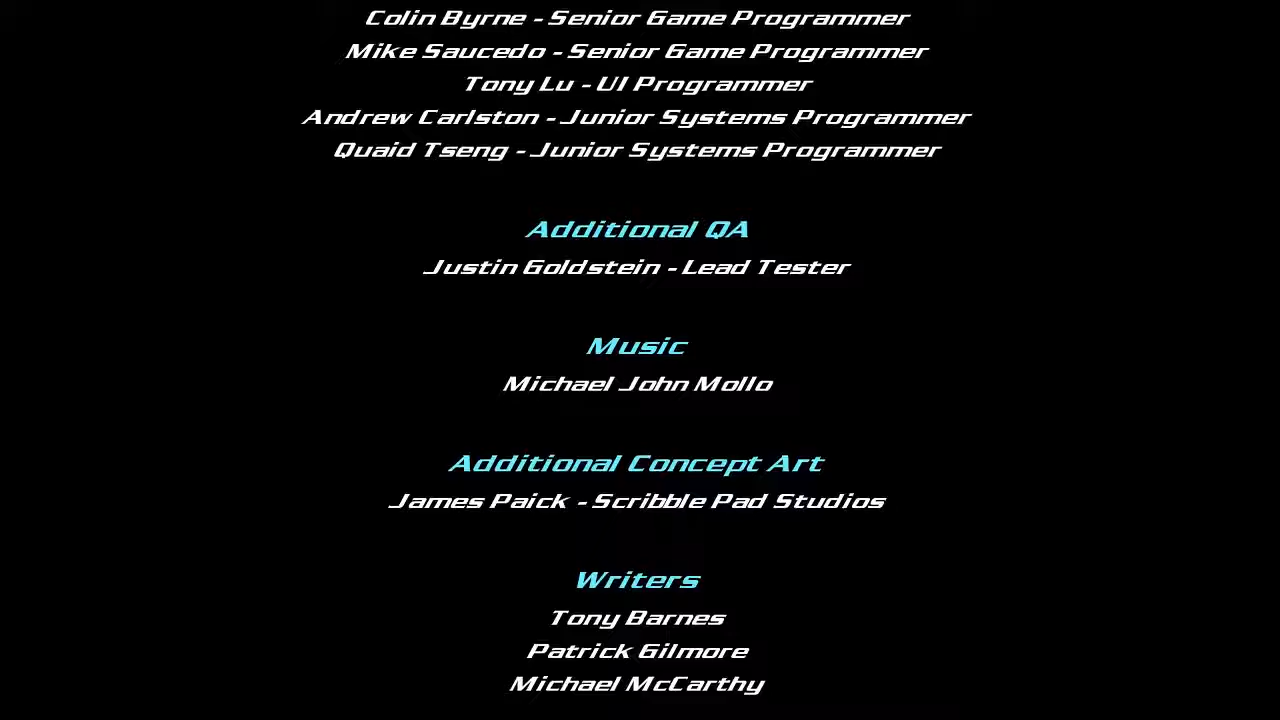 Colin Byrne - Senior Game Programmer
Mike Saucedo - Senior Game Programmer
Tony Lu - UI Programmer
Andrew Carlston - Junior Systems Programmer
Quaid Tseng - Junior Systems Programmer
Additional QA
Justin Goldstein - Lead Tester
Music
Michael John Mollo
Additional Concept Art
James Paick - Scribble Pad Studios
Writers
Tony Barnes
Patrick Gilmore
Michael McCarthy